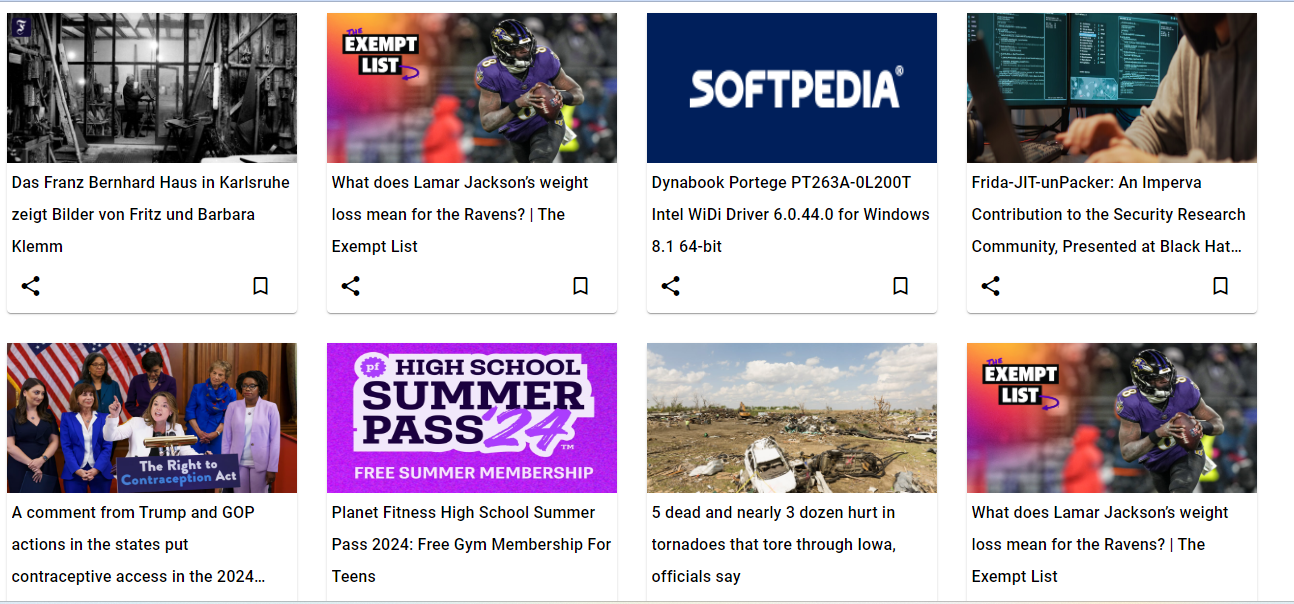 THE
EXEMPT
LIST
SOFTPEDIA®
Das Franz Bernhard Haus in Karlsruhe
zeigt Bilder von Fritz und Barbara
Klemm
What does Lamar Jackson's weight
loss mean for the Ravens? | The
Exempt List
Dynabook Portege PT263A-0L200T
Intel WiDi Driver 6.0.44.0 for Windows
8.1 64-bit
Frida-JIT-unPacker: An Imperva
Contribution to the Security Research
Community, Presented at Black Hat...
The Right to
Contraception Act
pf HIGH SCHOOL
SUMMER
PASS '24™
FREE SUMMER MEMBERSHIP
THE
EXEMPT
LIST
A comment from Trump and GOP
actions in the states put
contraceptive access in the 2024...
Planet Fitness High School Summer
Pass 2024: Free Gym Membership For
Teens
5 dead and nearly 3 dozen hurt in
tornadoes that tore through Iowa,
officials say
What does Lamar Jackson's weight
loss mean for the Ravens? | The
Exempt List